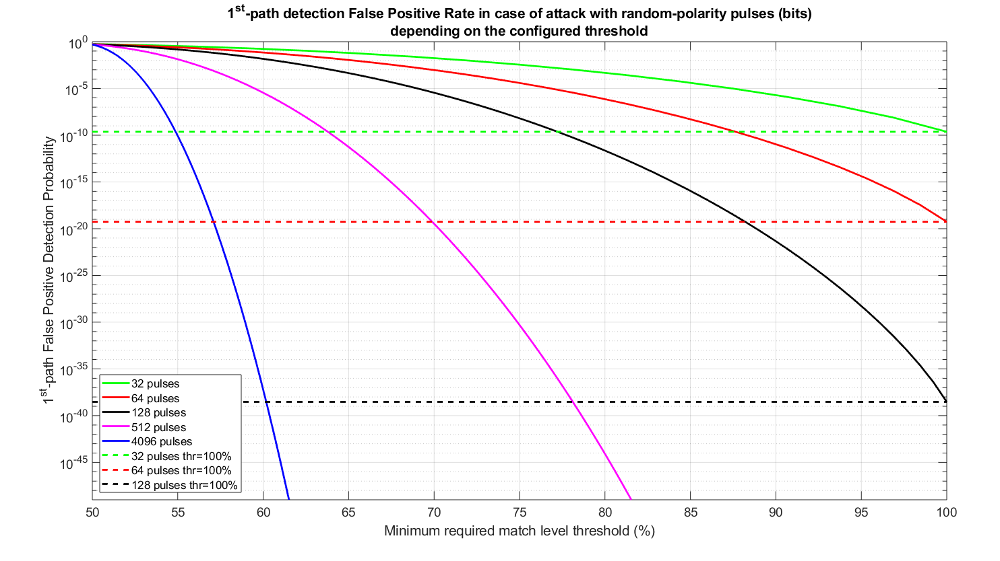 1st-path detection False Positive Rate in case of attack with random-polarity pulses (bits)
depending on the configured threshold
1st-path False Positive Detection Probability
10^0
10^-5
10^-10
10^-15
10^-20
10^-25
10^-30
10^-35
10^-40
10^-45
32 pulses
64 pulses
128 pulses
512 pulses
4096 pulses
32 pulses thr=100%
64 pulses thr=100%
128 pulses thr=100%
50 55 60 65 70 75 80 85 90 95 100
Minimum required match level threshold (%)